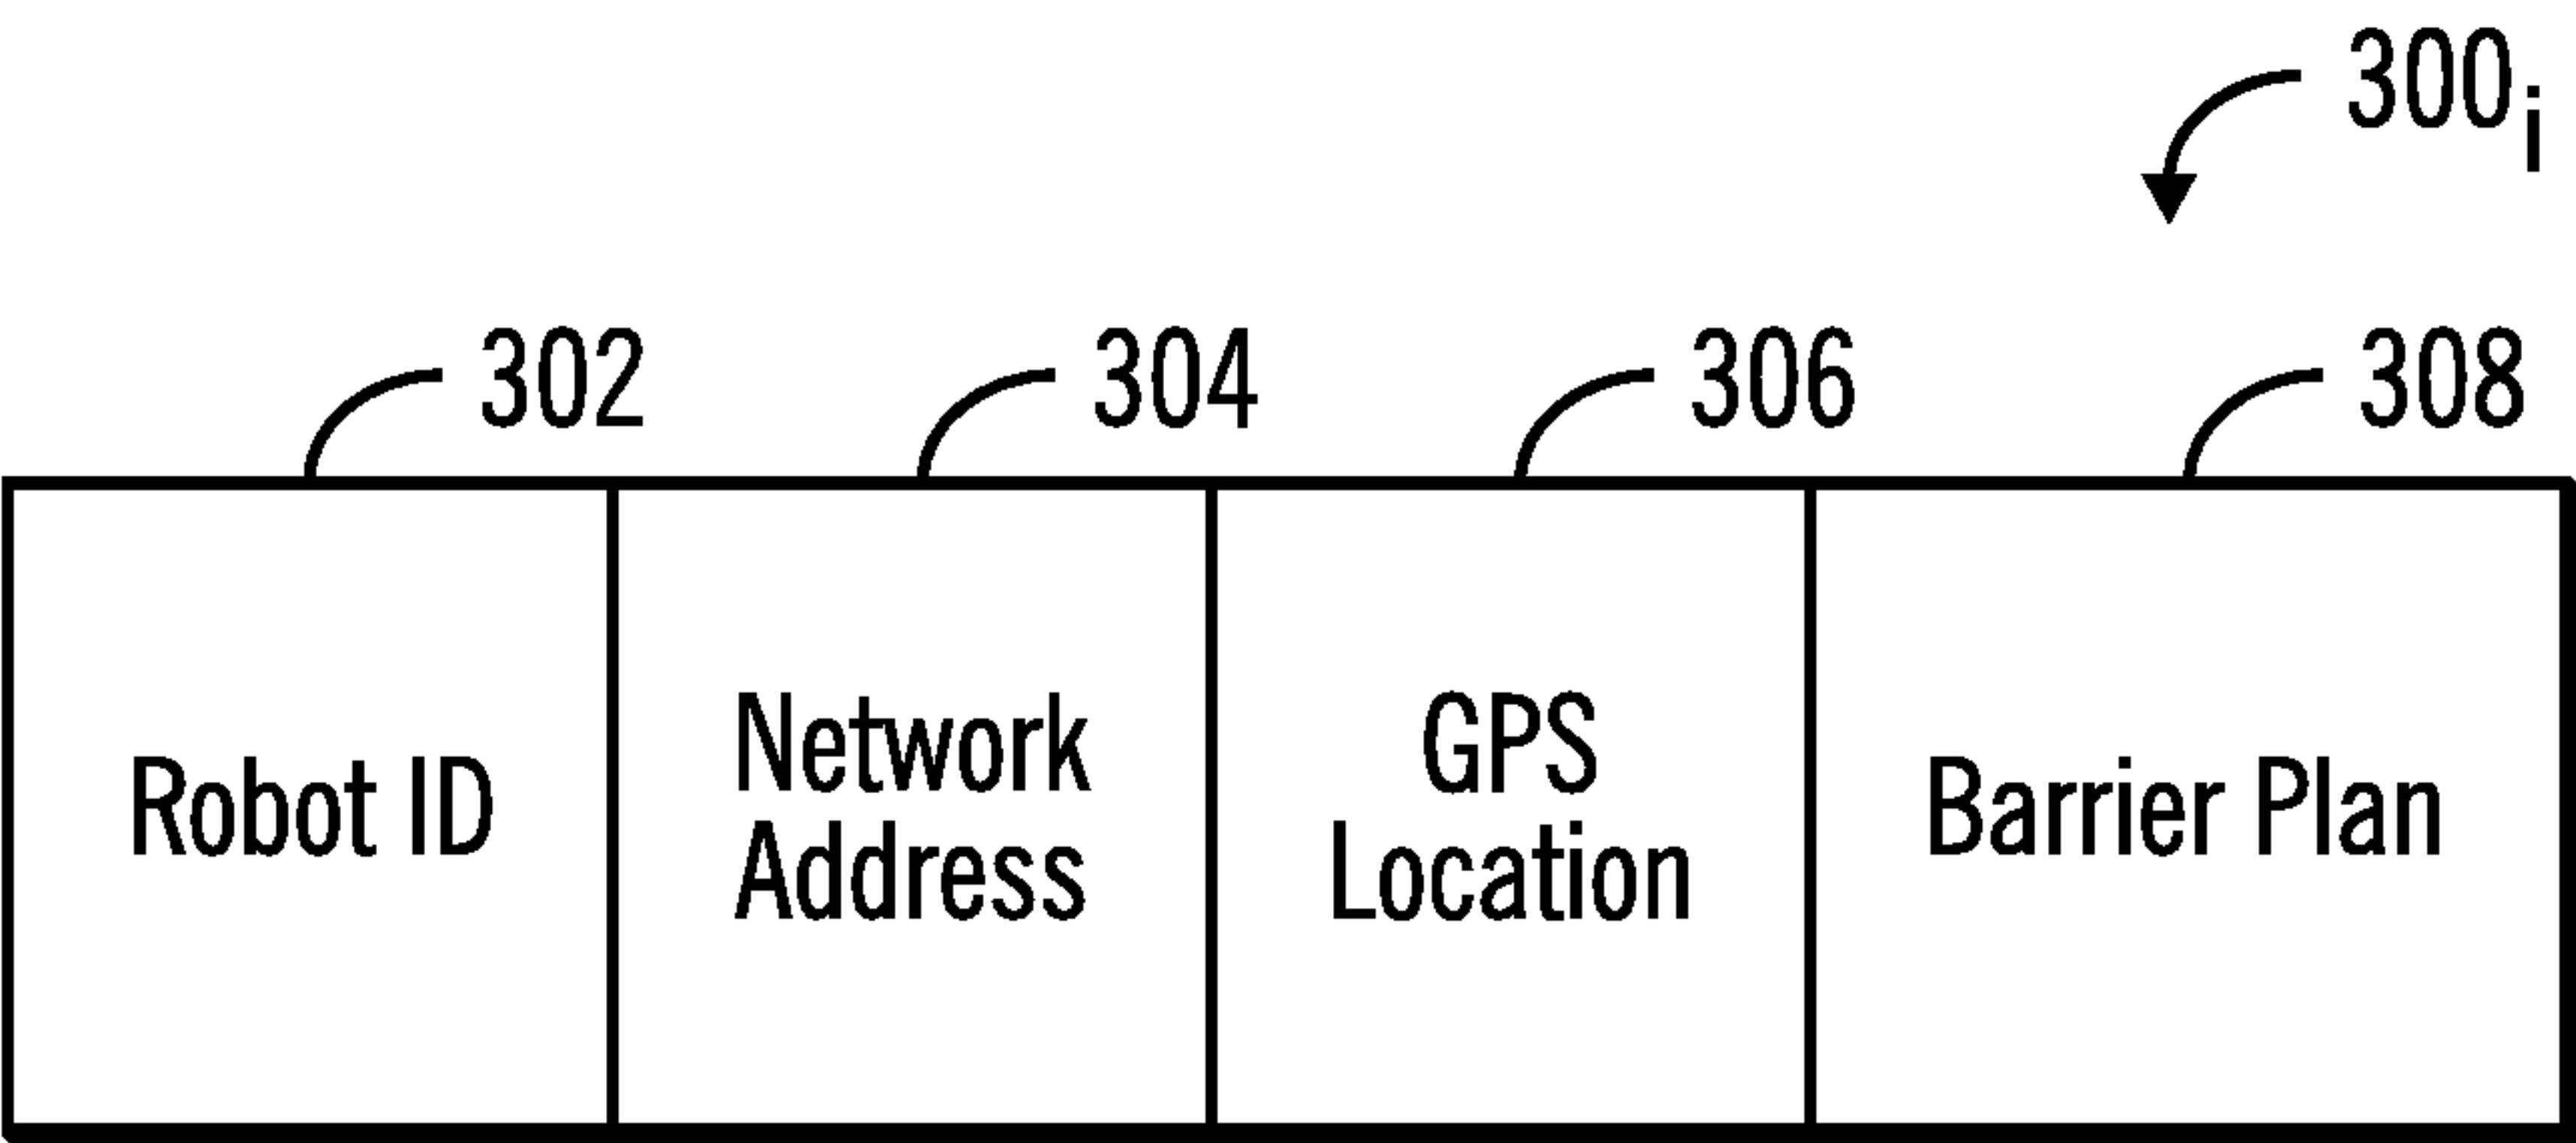 300i
302
304
306
308
Robot ID
Network
Address
GPS
Location
Barrier Plan